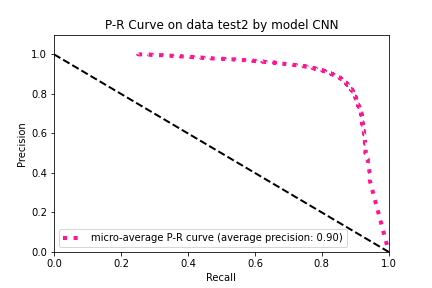 P-R Curve on data test2 by model CNN
1.0
0.8
0.6
0.4
0.2
0.0
Precision
micro-average P-R curve (average precision: 0.90)
0.0 0.2 0.4 0.6 0.8 1.0
Recall